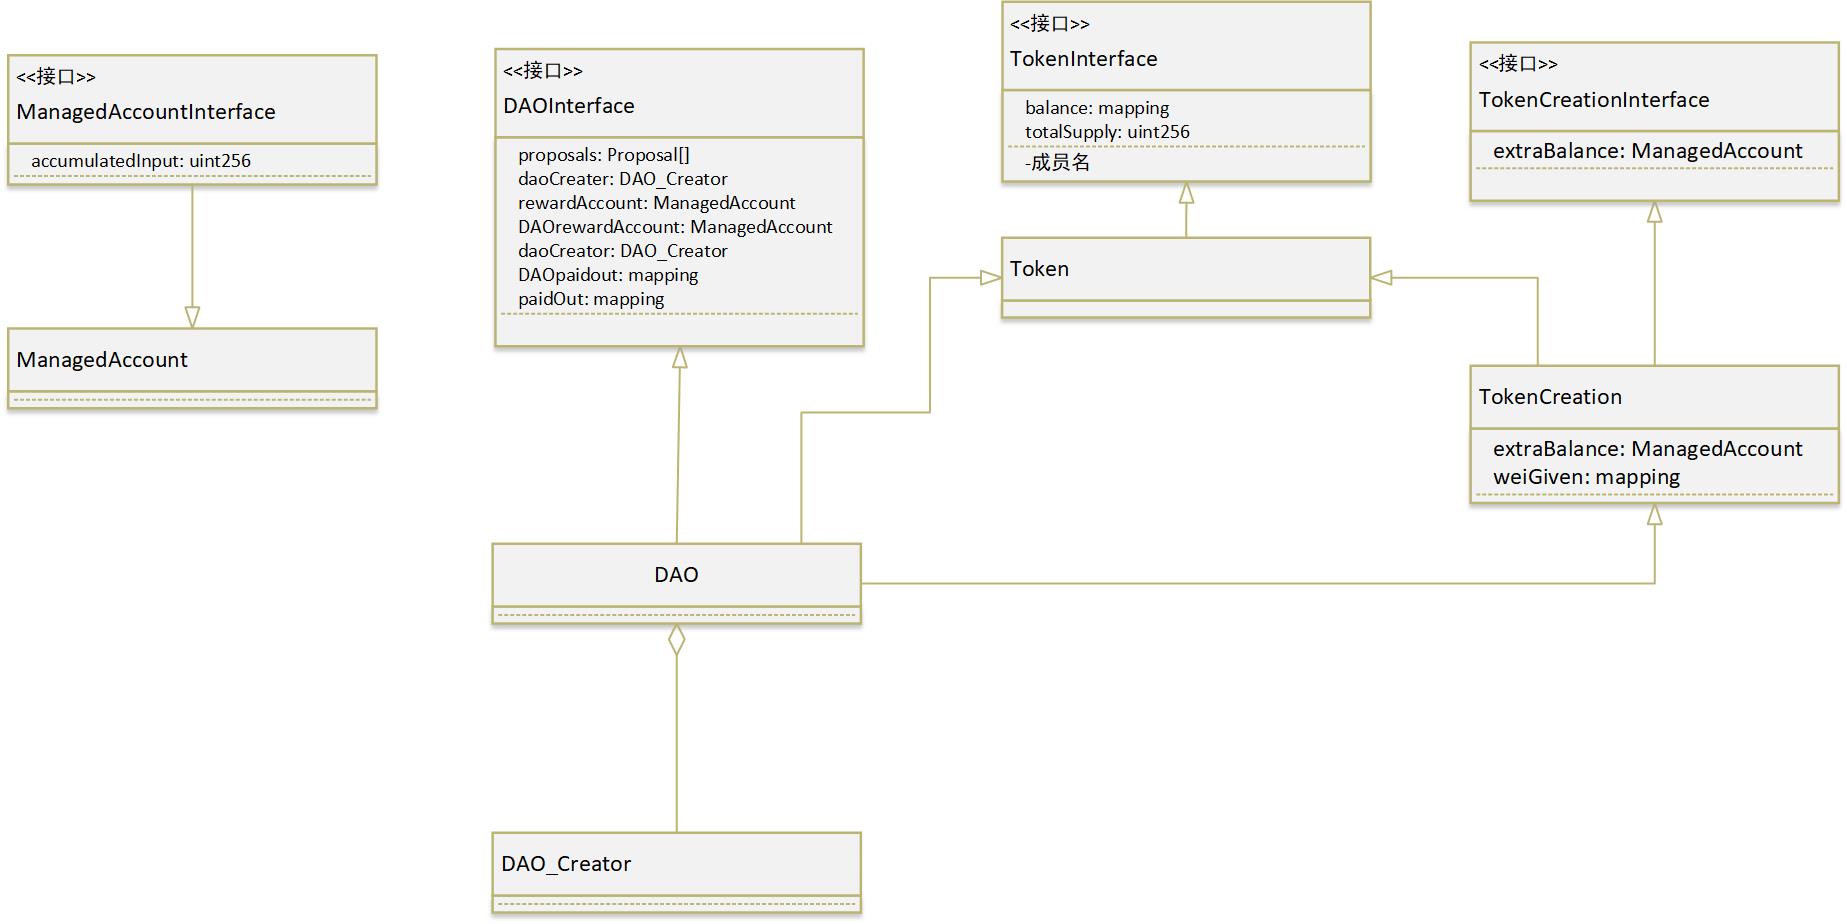 <<接口>>
ManagedAccountInterface
accumulatedInput: uint256
ManagedAccount
<<接口>>
DAOInterface
proposals: Proposal[]
daoCreater: DAO_Creator
rewardAccount: ManagedAccount
DAOrewardAccount: ManagedAccount
daoCreator: DAO_Creator
DAOpaidout: mapping
paidOut: mapping
<<接口>>
TokenInterface
balance: mapping
totalSupply: uint256
-成员名
Token
<<接口>>
TokenCreationInterface
extraBalance: ManagedAccount
TokenCreation
extraBalance: ManagedAccount
weiGiven: mapping
DAO
DAO_Creator